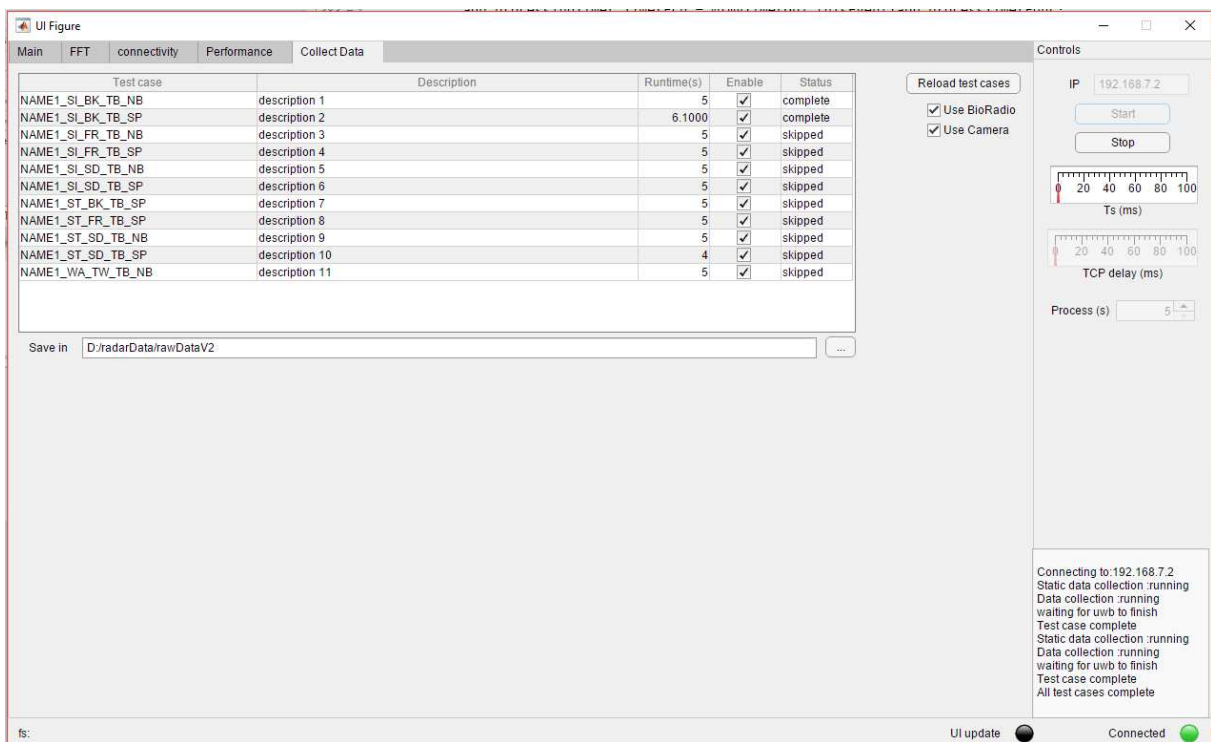 UI Figure
Main FFT connectivity Performance Collect Data
Controls
Test case Description Runtime(s) Enable Status
NAME1_SI_BK_TB_NB description 1 5 complete
NAME1_SI_BK_TB_SP description 2 6.1000 complete
NAME1_SI_FR_TB_NB description 3 5 skipped
NAME1_SI_FR_TB_SP description 4 5 skipped
NAME1_SI_SD_TB_NB description 5 5 skipped
NAME1_SI_SD_TB_SP description 6 5 skipped
NAME1_ST_BK_TB_SP description 7 5 skipped
NAME1_ST_FR_TB_SP description 8 5 skipped
NAME1_ST_SD_TB_NB description 9 5 skipped
NAME1_ST_SD_TB_SP description 10 4 skipped
NAME1_WA_TW_TB_NB description 11 5 skipped
Save in D:/radarData/rawDataV2 ...
Reload test cases
Use BioRadio
Use Camera
IP 192.168.7.2
Start
Stop
0 20 40 60 80 100
Ts (ms)
0 20 40 60 80 100
TCP delay (ms)
Process (s) 5
Connecting to:192.168.7.2
Static data collection :running
Data collection :running
waiting for uwb to finish
Test case complete
Static data collection :running
Data collection :running
waiting for uwb to finish
Test case complete
All test cases complete
fs: UI update Connected